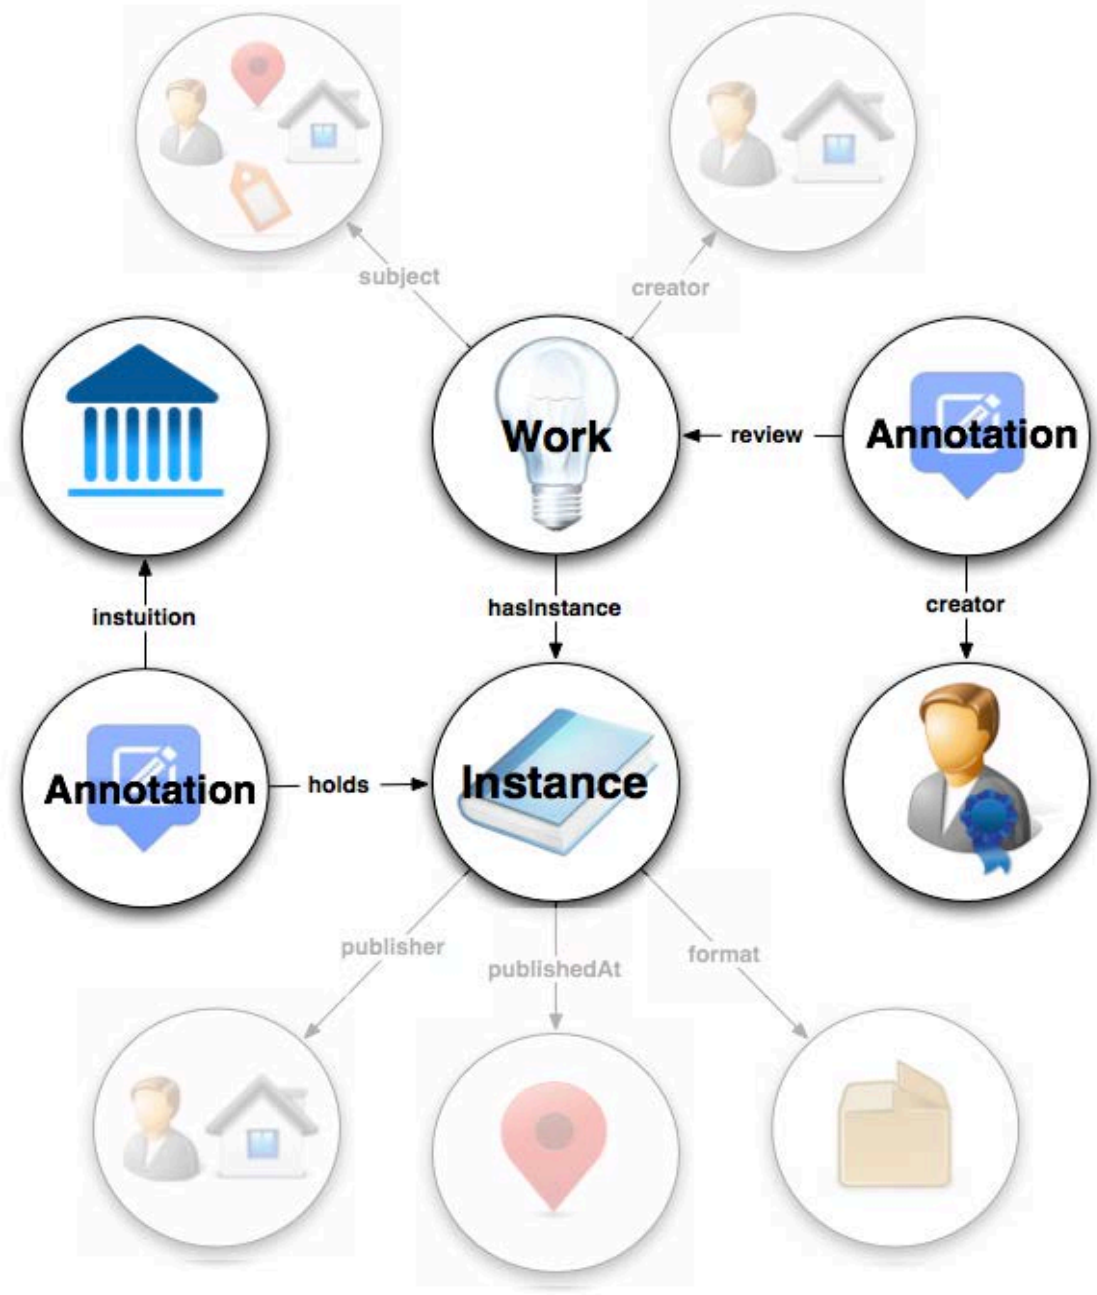 subject
creator
Work
review
Annotation
instuition
hasInstance
creator
Annotation
holds
Instance
publisher
publishedAt
format